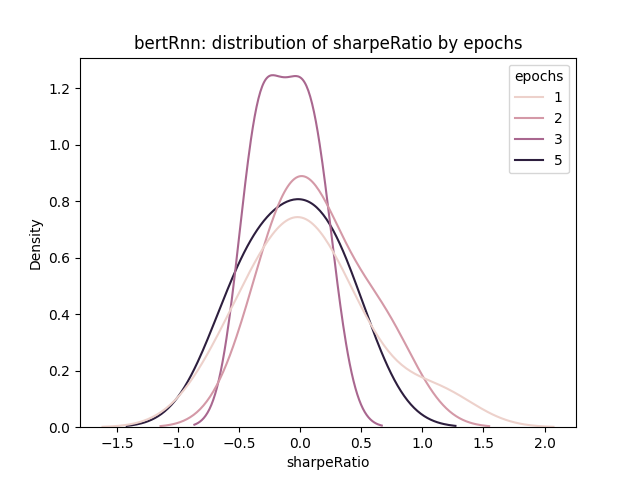 bertRnn: distribution of sharpeRatio by epochs
epochs
1
2
3
5
Density
1.2
1.0
0.8
0.6
0.4
0.2
0.0
−1.5 −1.0 −0.5 0.0 0.5 1.0 1.5 2.0
sharpeRatio